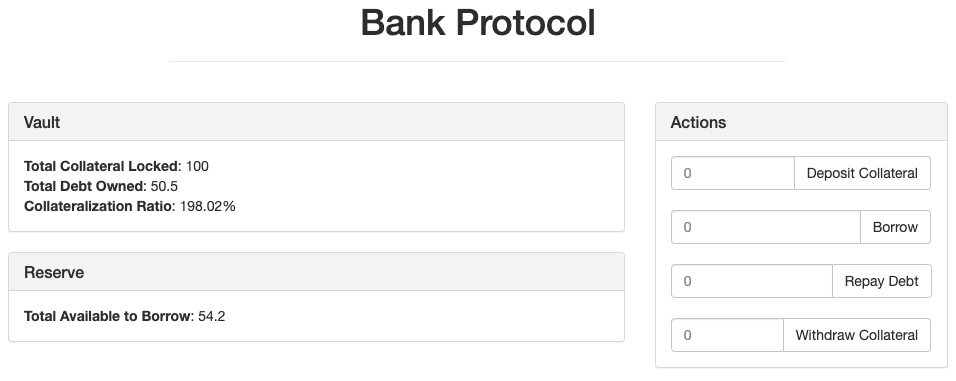 Bank Protocol
Vault
Total Collateral Locked: 100
Total Debt Owned: 50.5
Collateralization Ratio: 198.02%
Reserve
Total Available to Borrow: 54.2
Actions
0 Deposit Collateral
0 Borrow
0 Repay Debt
0 Withdraw Collateral